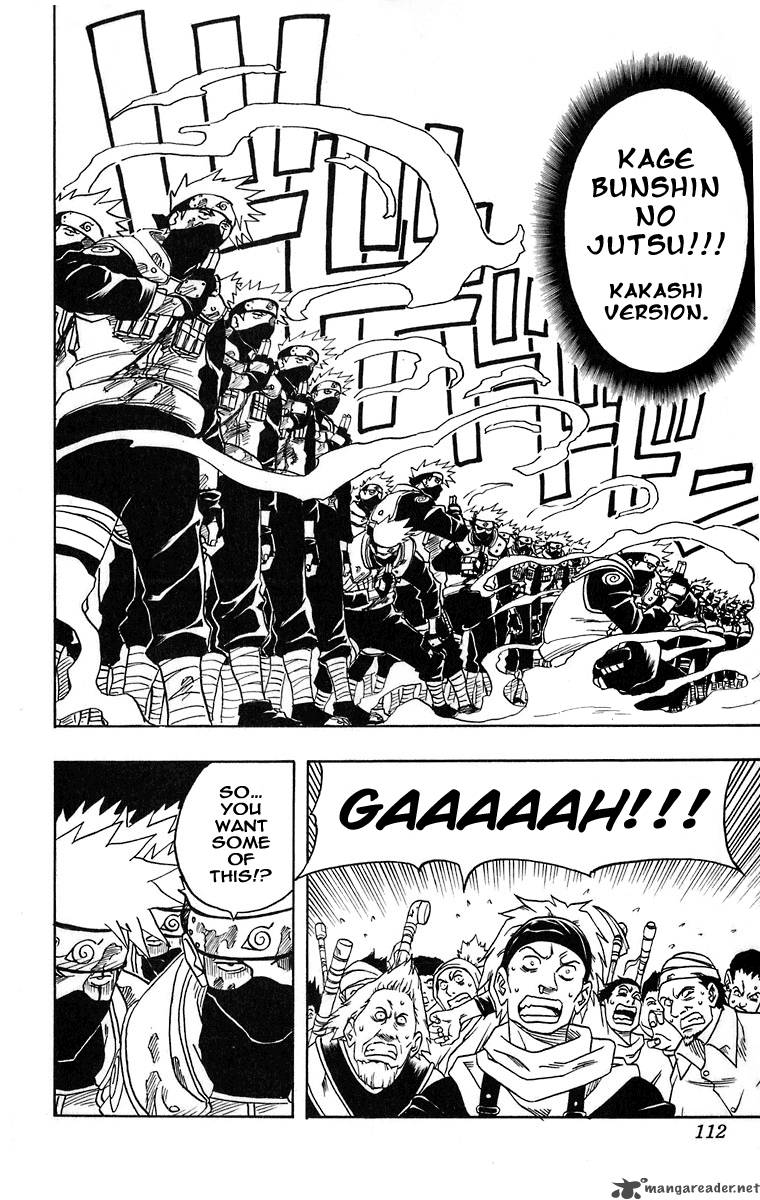 KAGE
BUNSHIN
NO
JUTSU!!!
KAKASHI
VERSION.
SO...
YOU
WANT
SOME
OF
THIS!?
GAAAAAH!!!
112
mangareader.net